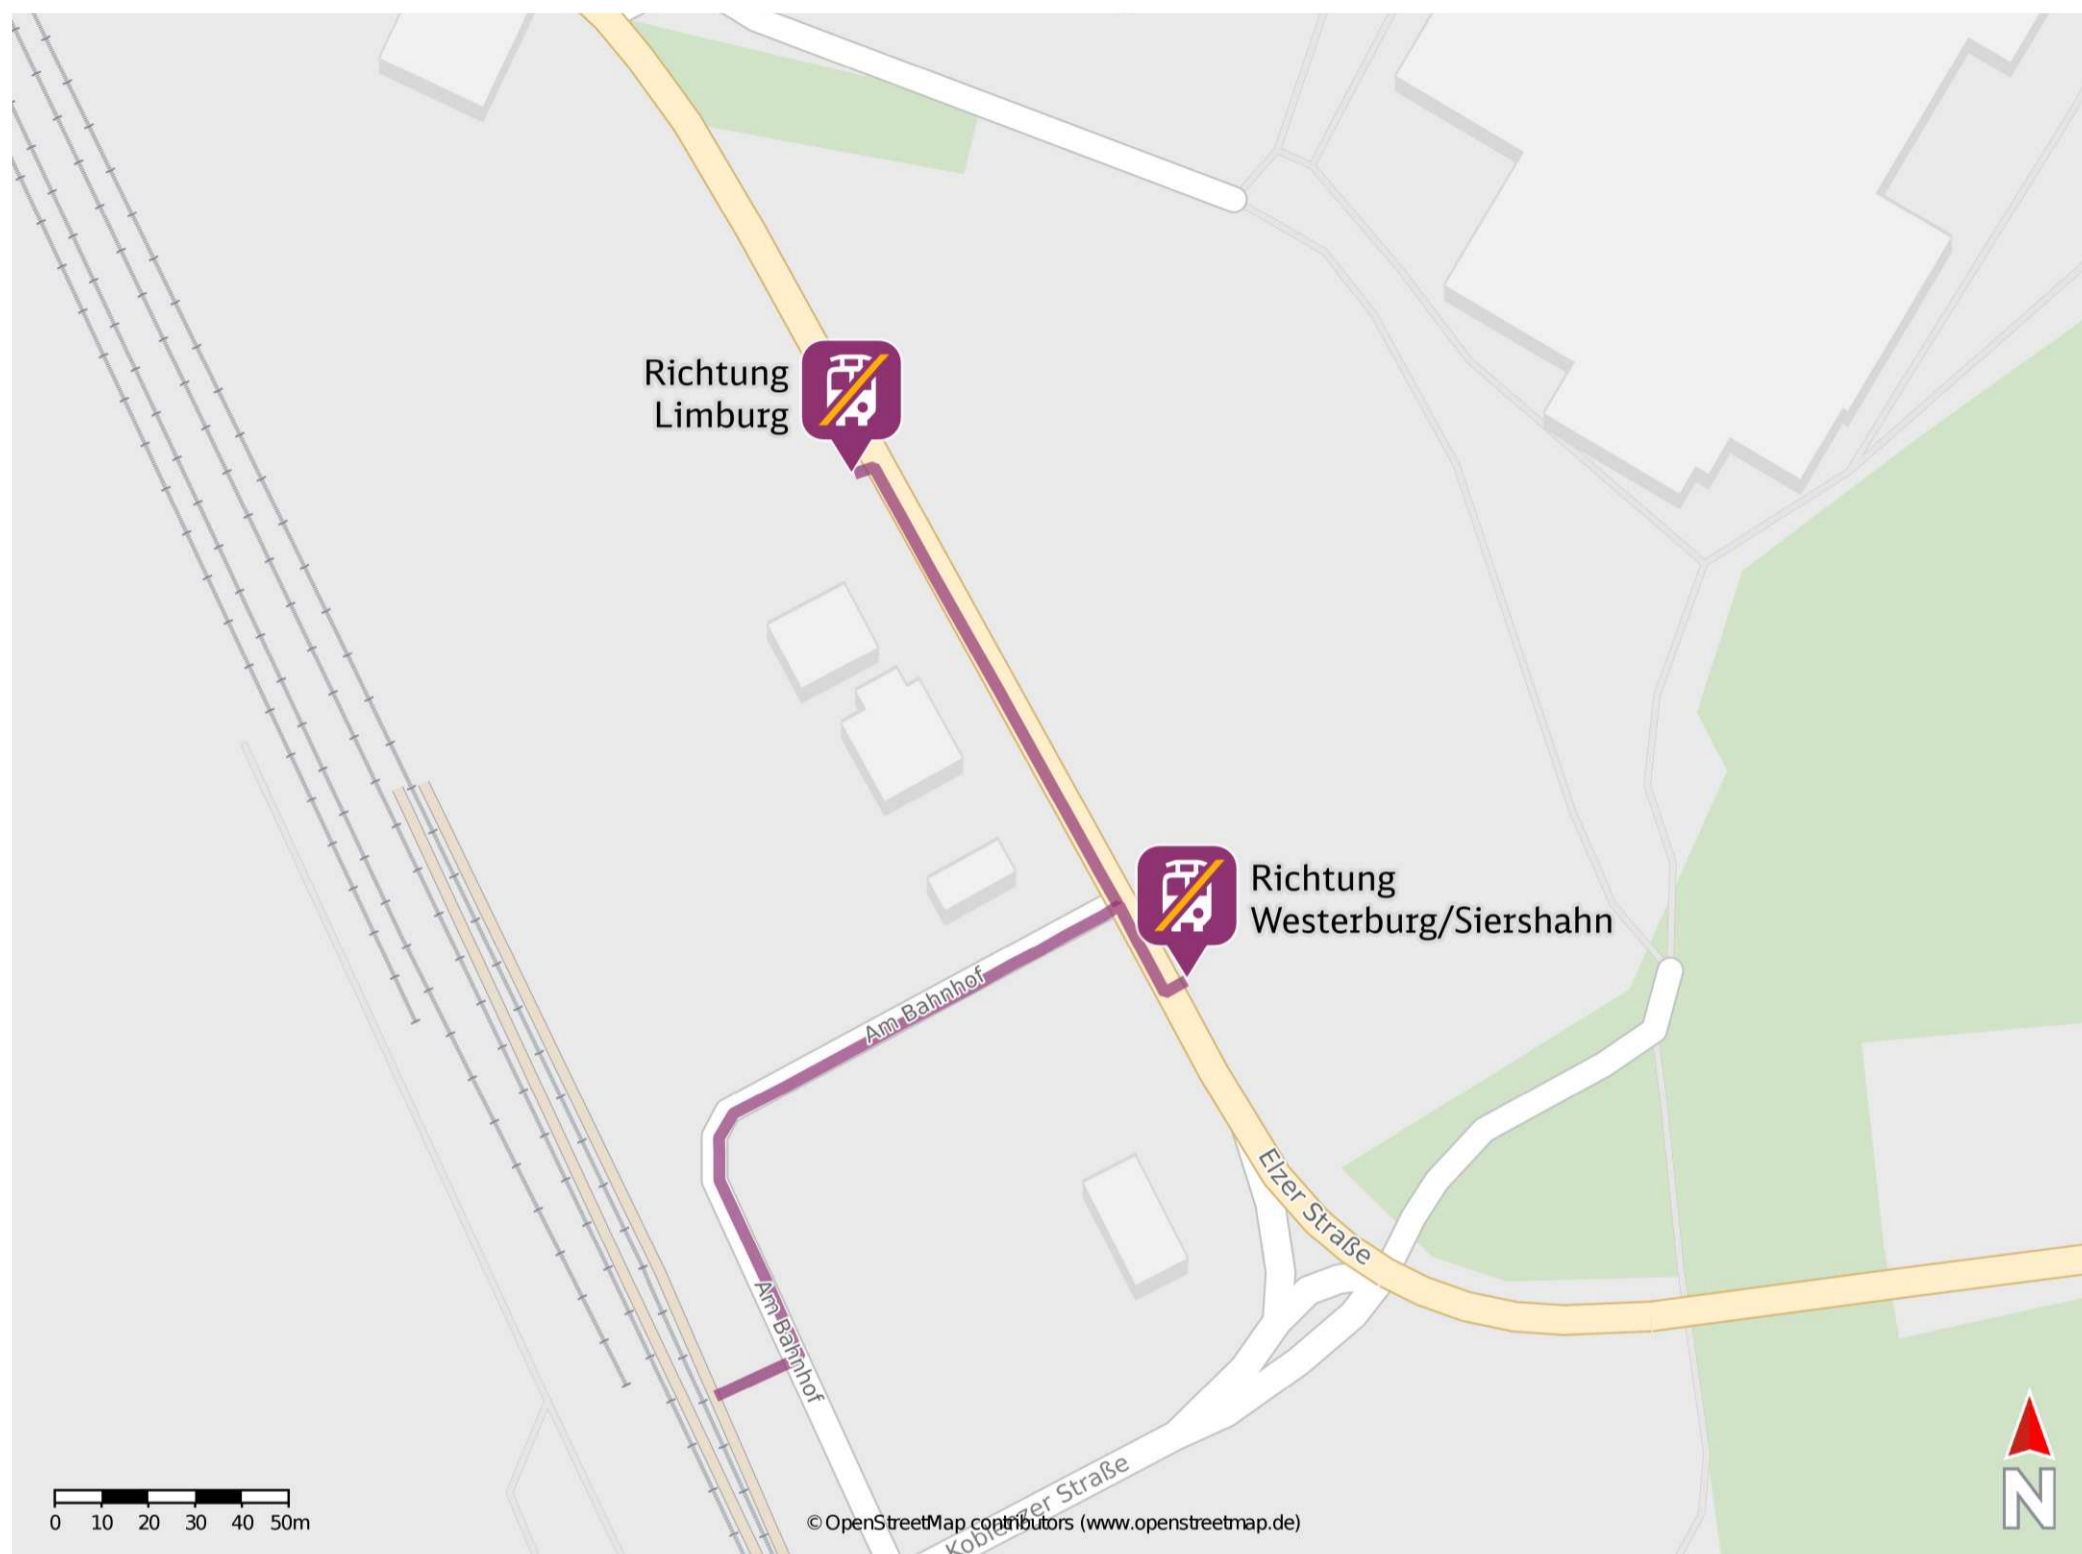 Richtung
Limburg
Richtung
Westerburg/Siershahn
Am Bahnhof
Elzer Straße
Am Bahnhof
Koblenzer Straße
0 10 20 30 40 50m
© OpenStreetMap contributors (www.openstreetmap.de)
N